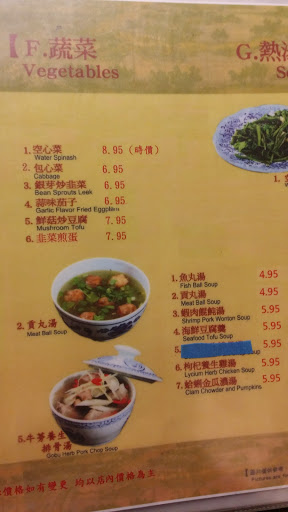 【F.蔬菜
Vegetables
G.熱湯
1.空心菜 8.95 (時價)
Water Spinash
2.包心菜 6.95
Cabbage
3.銀芽炒韭菜 6.95
Bean Sprouts Leek
4.蒜味茄子 6.95
Garlic Flavor Fried Eggplant
5.鮮菇炒豆腐 7.95
Mushroom Tofu
6.韭菜煎蛋 7.95
2.貢丸湯
Meat Ball Soup
5.牛蒡養生
排骨湯
Gobu Herb Pork Chop Soup
1.魚丸湯 4.95
Fish Ball Soup
2.貢丸湯 4.95
Meat Ball Soup
3.蝦肉餛飩湯 5.95
Shrimp Pork Wonton Soup
4.海鮮豆腐羹 5.95
Seafood Tofu Soup
5. 5.95
Soup
6.枸杞養生雞湯 5.95
Lycium Herb Chicken Soup
7.蛤蜊金瓜濃湯 5.95
Clam Chowder and Pumpkins
價格如有變更 均以店內價格為主